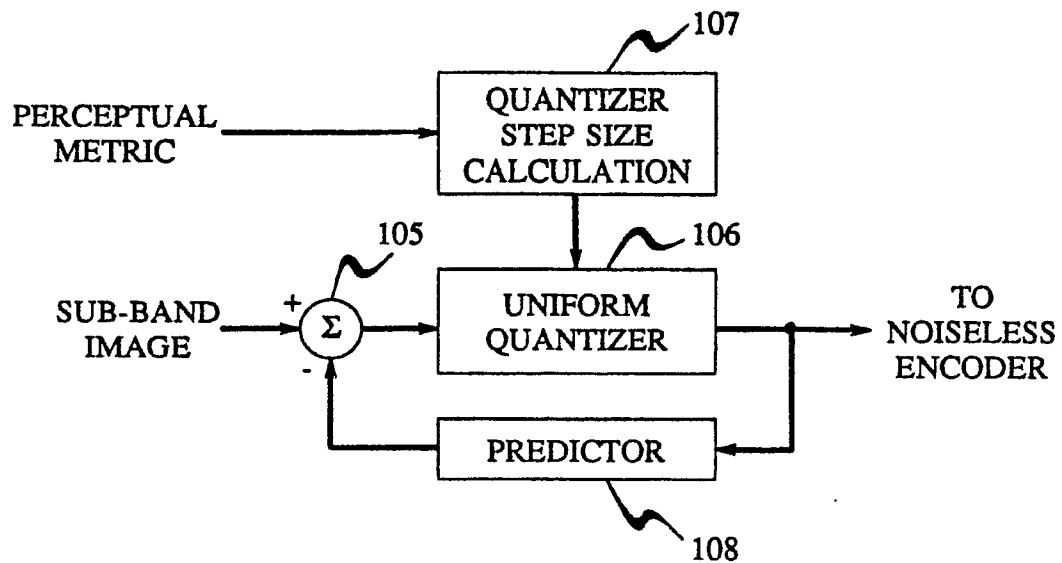 107
PERCEPTUAL
METRIC
QUANTIZER
STEP SIZE
CALCULATION
105
106
+
SUB-BAND
IMAGE
Σ
-
UNIFORM
QUANTIZER
TO
NOISELESS
ENCODER
PREDICTOR
108